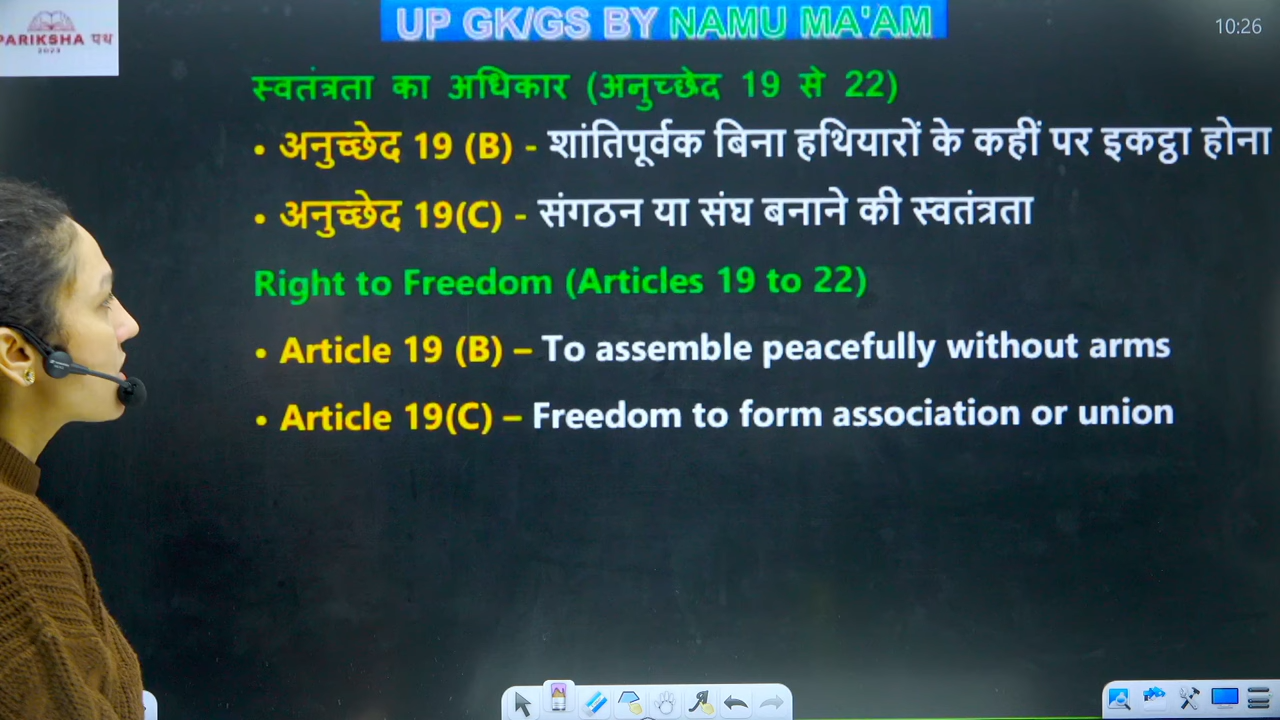 UP GK/GS BY NAMU MA'AM
10:26
PARIKSHA पथ
2023
स्वतंत्रता का अधिकार (अनुच्छेद 19 से 22)
• अनुच्छेद 19 (B) - शांतिपूर्वक बिना हथियारों के कहीं पर इकट्ठा होना
• अनुच्छेद 19(C) - संगठन या संघ बनाने की स्वतंत्रता
Right to Freedom (Articles 19 to 22)
• Article 19 (B) – To assemble peacefully without arms
• Article 19(C) – Freedom to form association or union